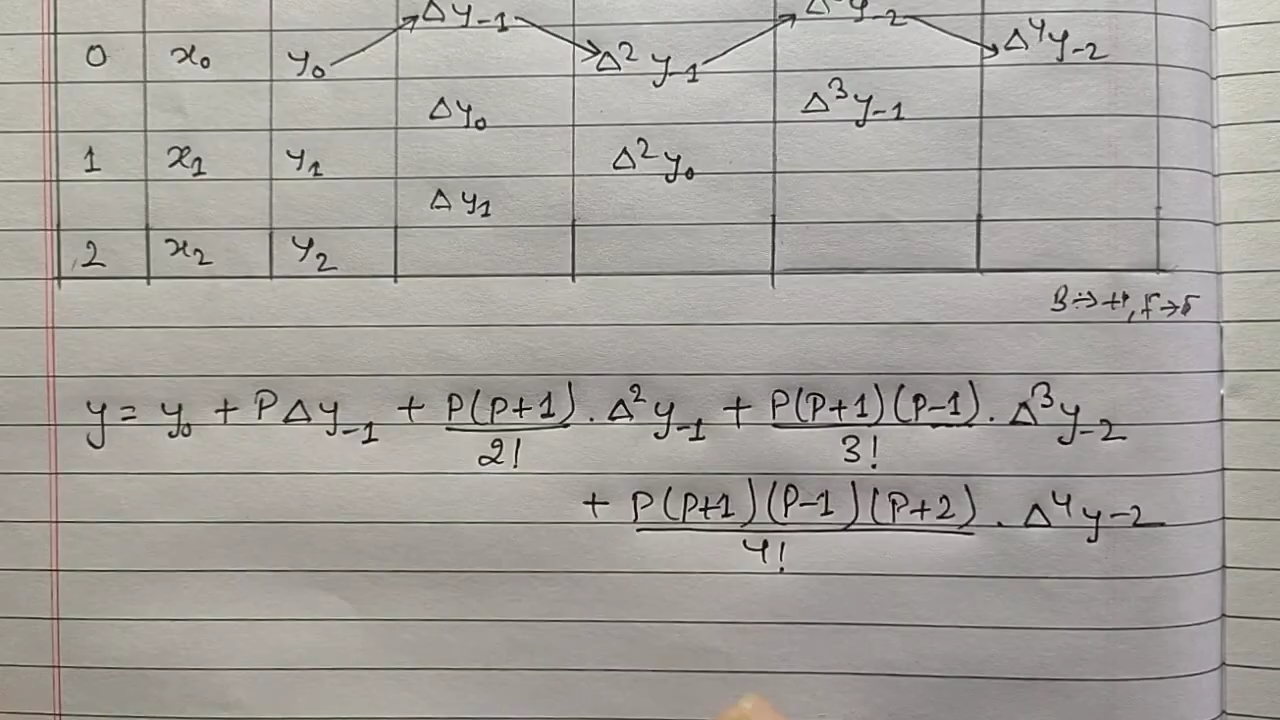 Δy₋₁ y₋₂
0 x₀ y₀ Δ²y₋₁ Δ⁴y₋₂
Δy₀ Δ³y₋₁
1 x₁ y₁ Δ²y₀
Δy₁
2 x₂ y₂
y = y₀ + PΔy₋₁ + P(P+1)/2! . Δ²y₋₁ + P(P+1)(P-1)/3! . Δ³y₋₂
+ P(P+1)(P-1)(P+2)/4! . Δ⁴y-2